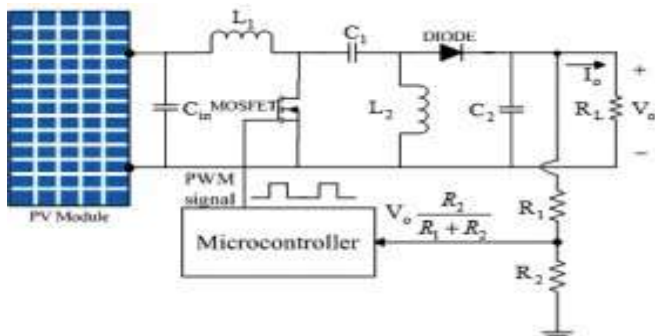 L₁
C₁
DIODE
Iₒ
+
MOSFET
Cᵢₙ
L₂
C₂
R_L
Vₒ
−
PWM
signal
PV Module
Microcontroller
Vₒ R₂ / (R₁ + R₂)
R₁
R₂